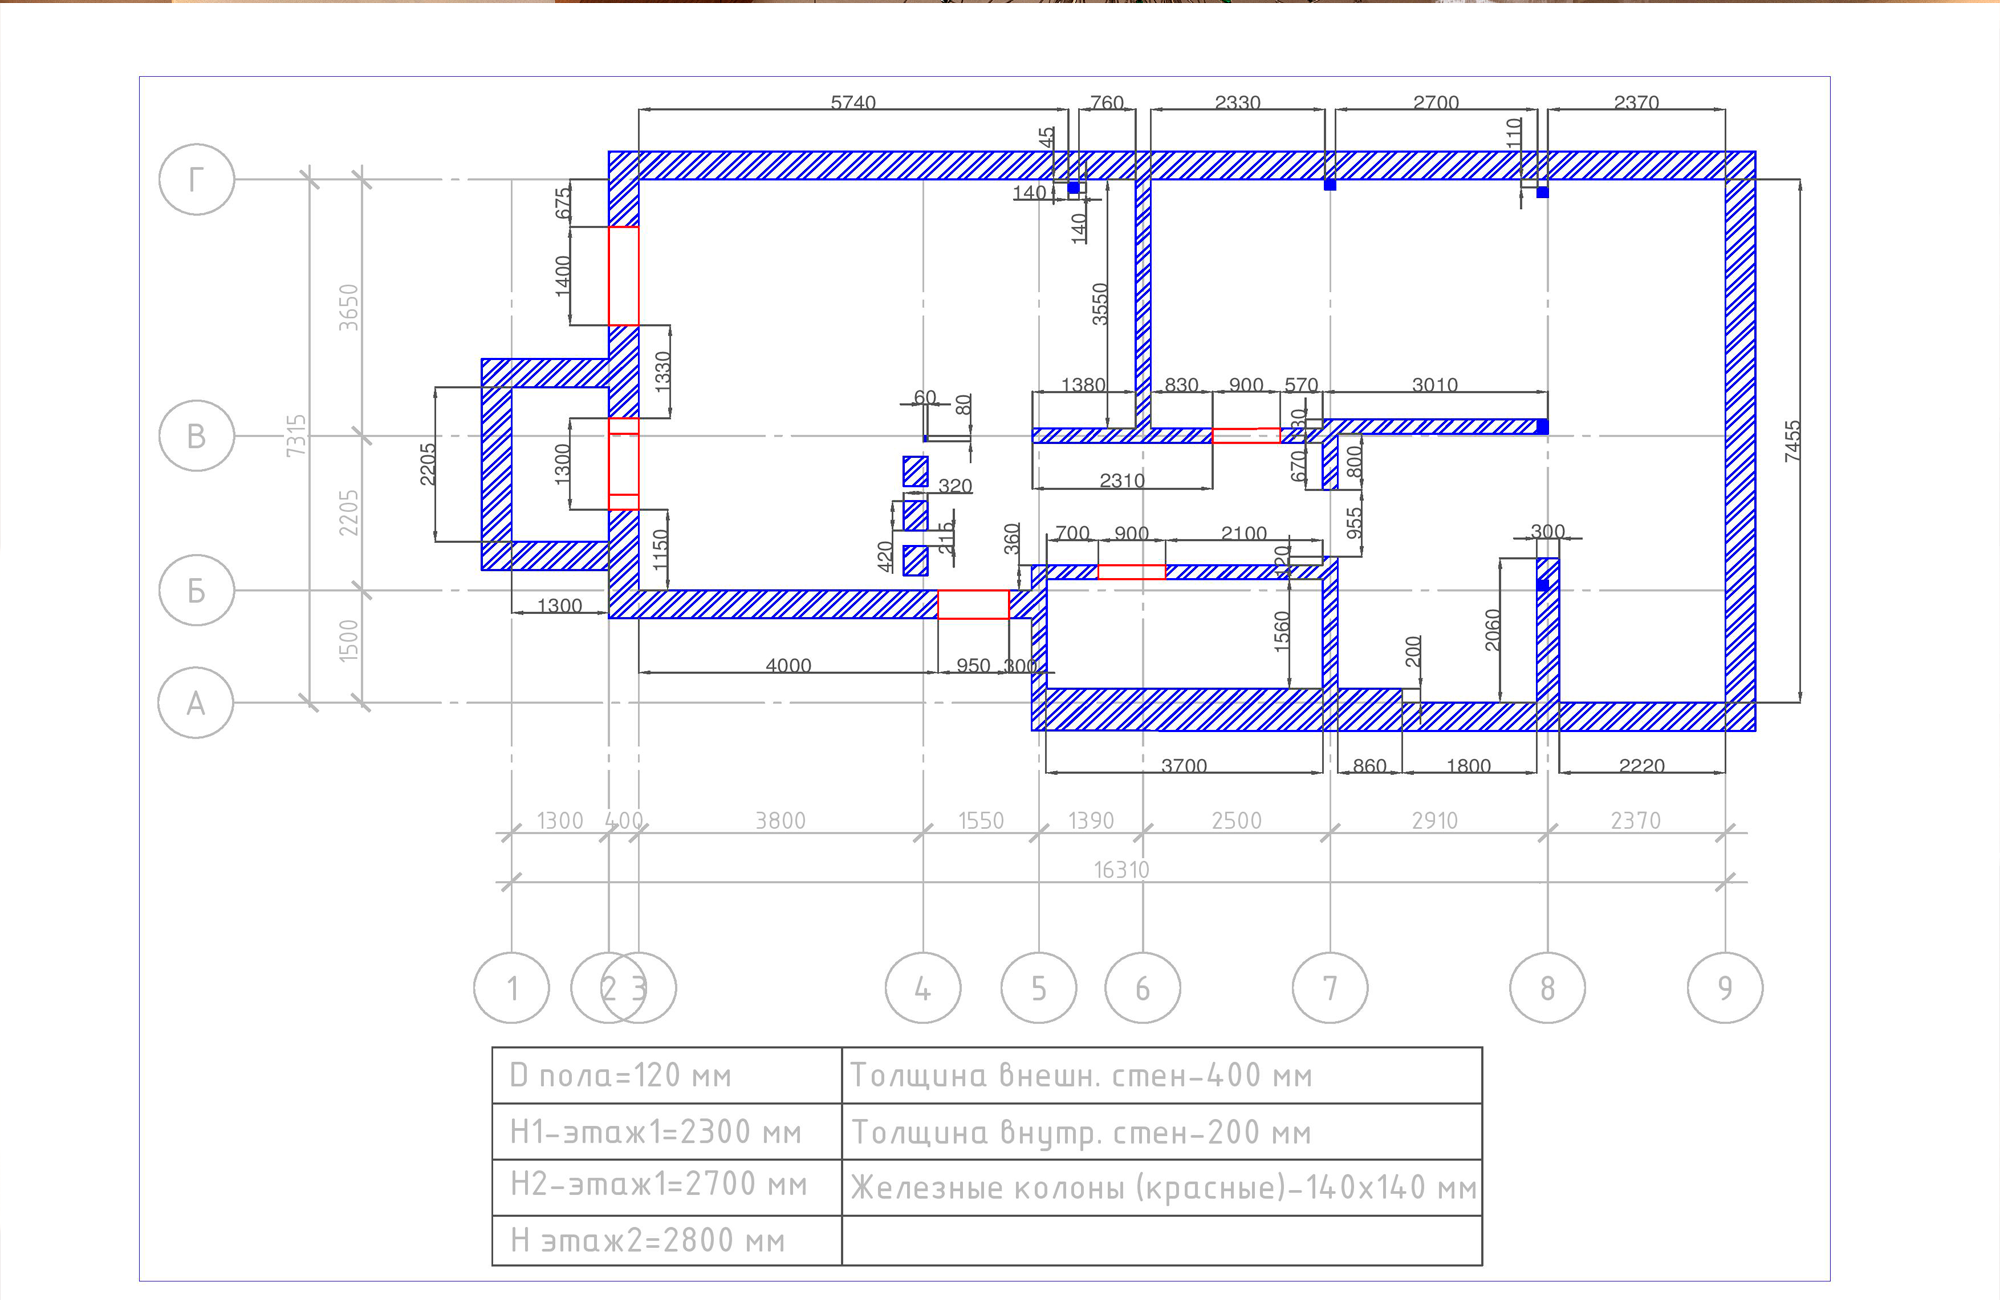 5740 760 2330 2700 2370
45 110
Г
675 140 140
1400 3550
3650
1330
1380 830 900 570 3010
60 80
130
В
7315 2205 1300 7455
670 800
2310
320
2205
420 215 360 700 900 2100 955 300
1150 120
Б
1300
1500 1560 2060 200
4000 950 300
А
3700 860 1800 2220
1300 400 3800 1550 1390 2500 2910 2370
16310
1 2 3 4 5 6 7 8 9
D пола=120 мм Толщина внешн. стен-400 мм
H1-этаж1=2300 мм Толщина внутр. стен-200 мм
H2-этаж1=2700 мм Железные колоны (красные)-140х140 мм
H этаж2=2800 мм